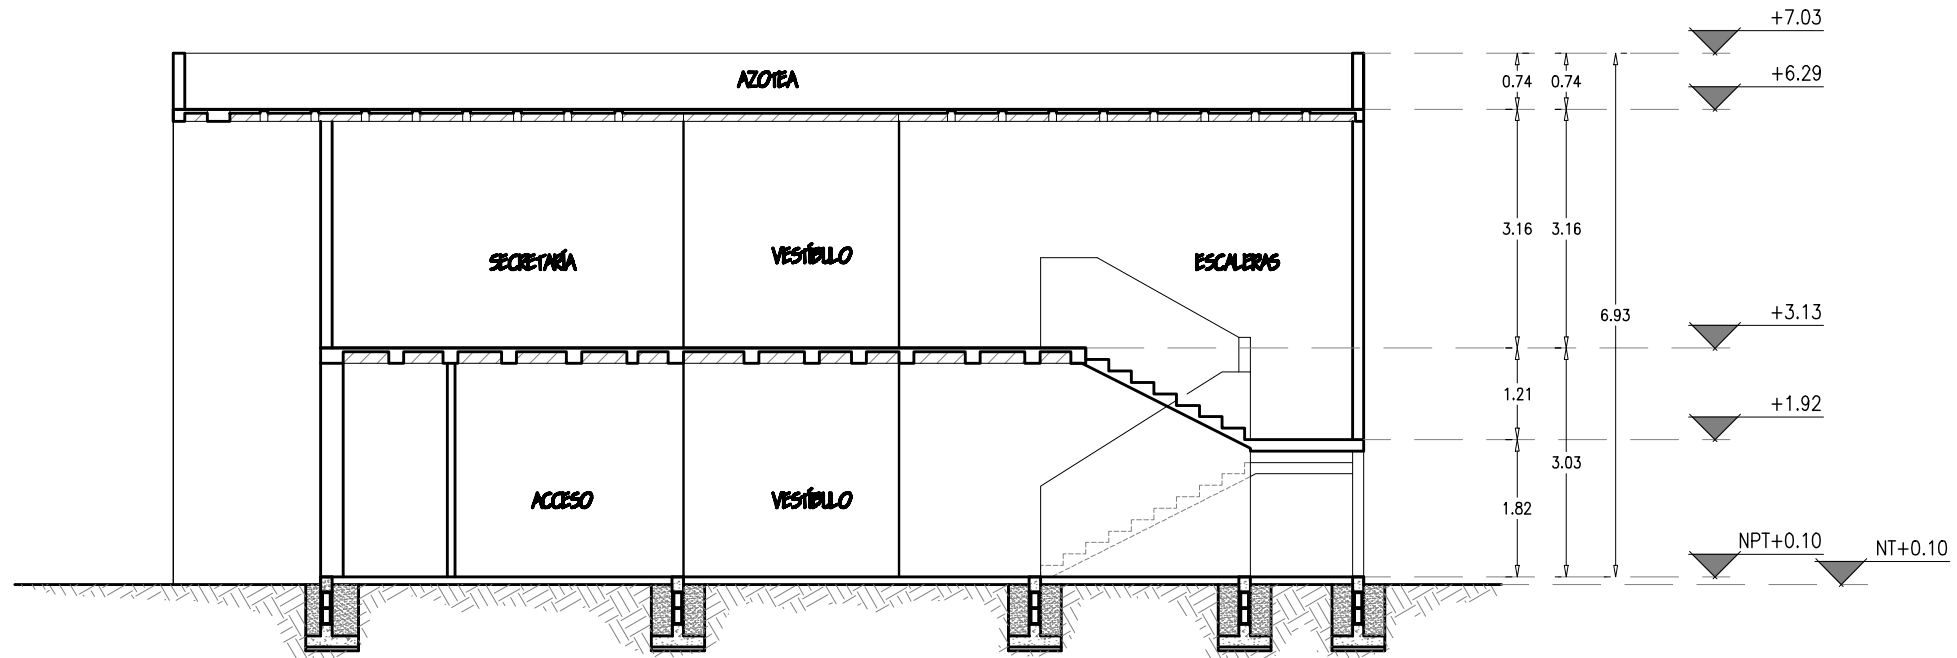 +7.03
AZOTEA
0.74
0.74
+6.29
SECRETARÍA
VESTÍBULO
ESCALERAS
3.16
3.16
+3.13
6.93
1.21
+1.92
3.03
ACCESO
VESTÍBULO
1.82
NPT+0.10
NT+0.10